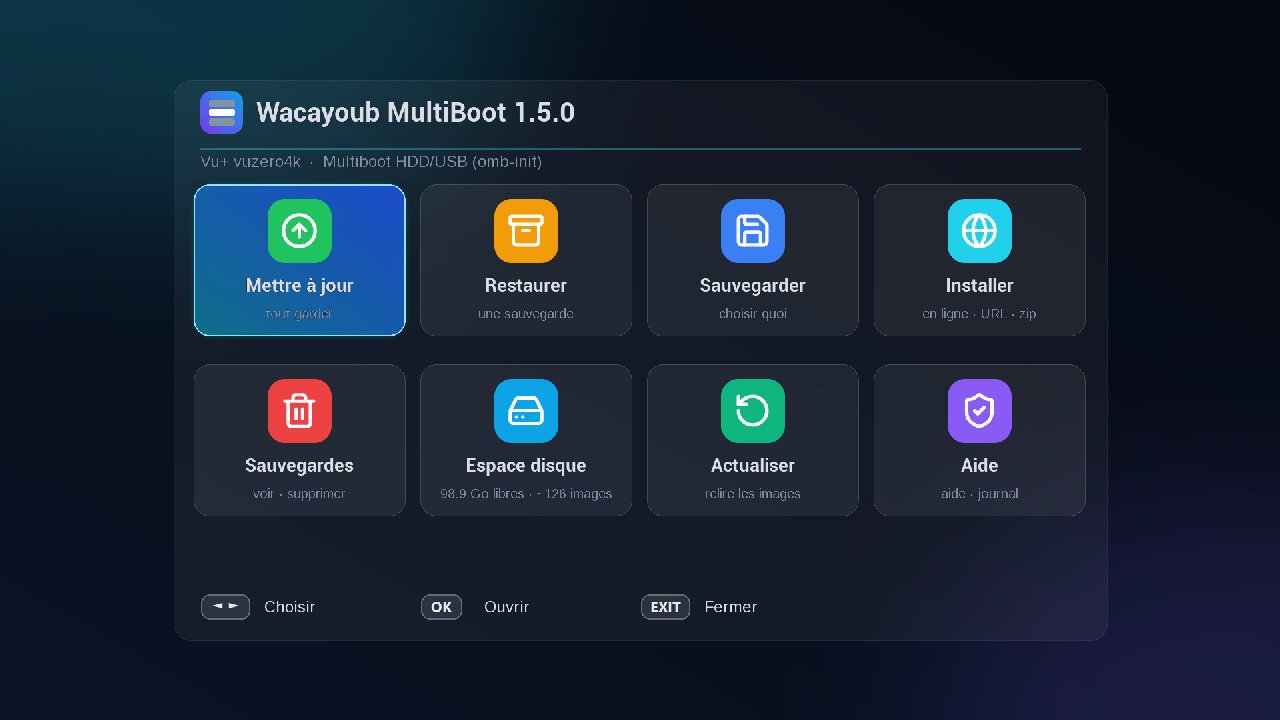 Wacayoub MultiBoot 1.5.0
Vu+ vuzero4k · Multiboot HDD/USB (omb-init)
Mettre à jour
tout garder
Restaurer
une sauvegarde
Sauvegarder
choisir quoi
Installer
en ligne · URL · zip
Sauvegardes
voir · supprimer
Espace disque
98.9 Go libres · ~126 images
Actualiser
relire les images
Aide
aide · journal
◄ ► Choisir
OK Ouvrir
EXIT Fermer